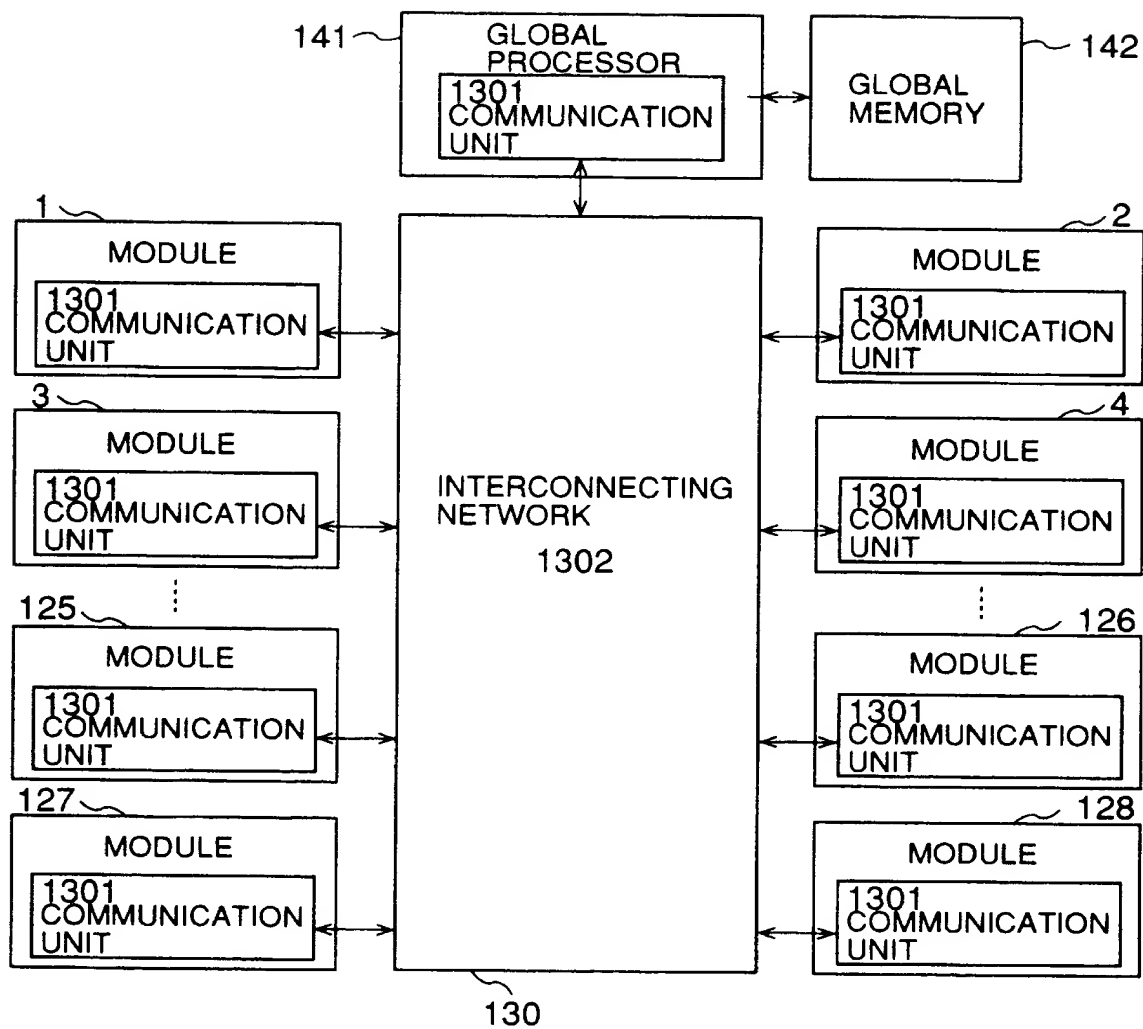 141
GLOBAL
PROCESSOR
1301
COMMUNICATION
UNIT
142
GLOBAL
MEMORY
1
MODULE
1301
COMMUNICATION
UNIT
2
MODULE
1301
COMMUNICATION
UNIT
3
MODULE
1301
COMMUNICATION
UNIT
4
MODULE
1301
COMMUNICATION
UNIT
INTERCONNECTING
NETWORK
1302
125
MODULE
1301
COMMUNICATION
UNIT
126
MODULE
1301
COMMUNICATION
UNIT
127
MODULE
1301
COMMUNICATION
UNIT
128
MODULE
1301
COMMUNICATION
UNIT
130